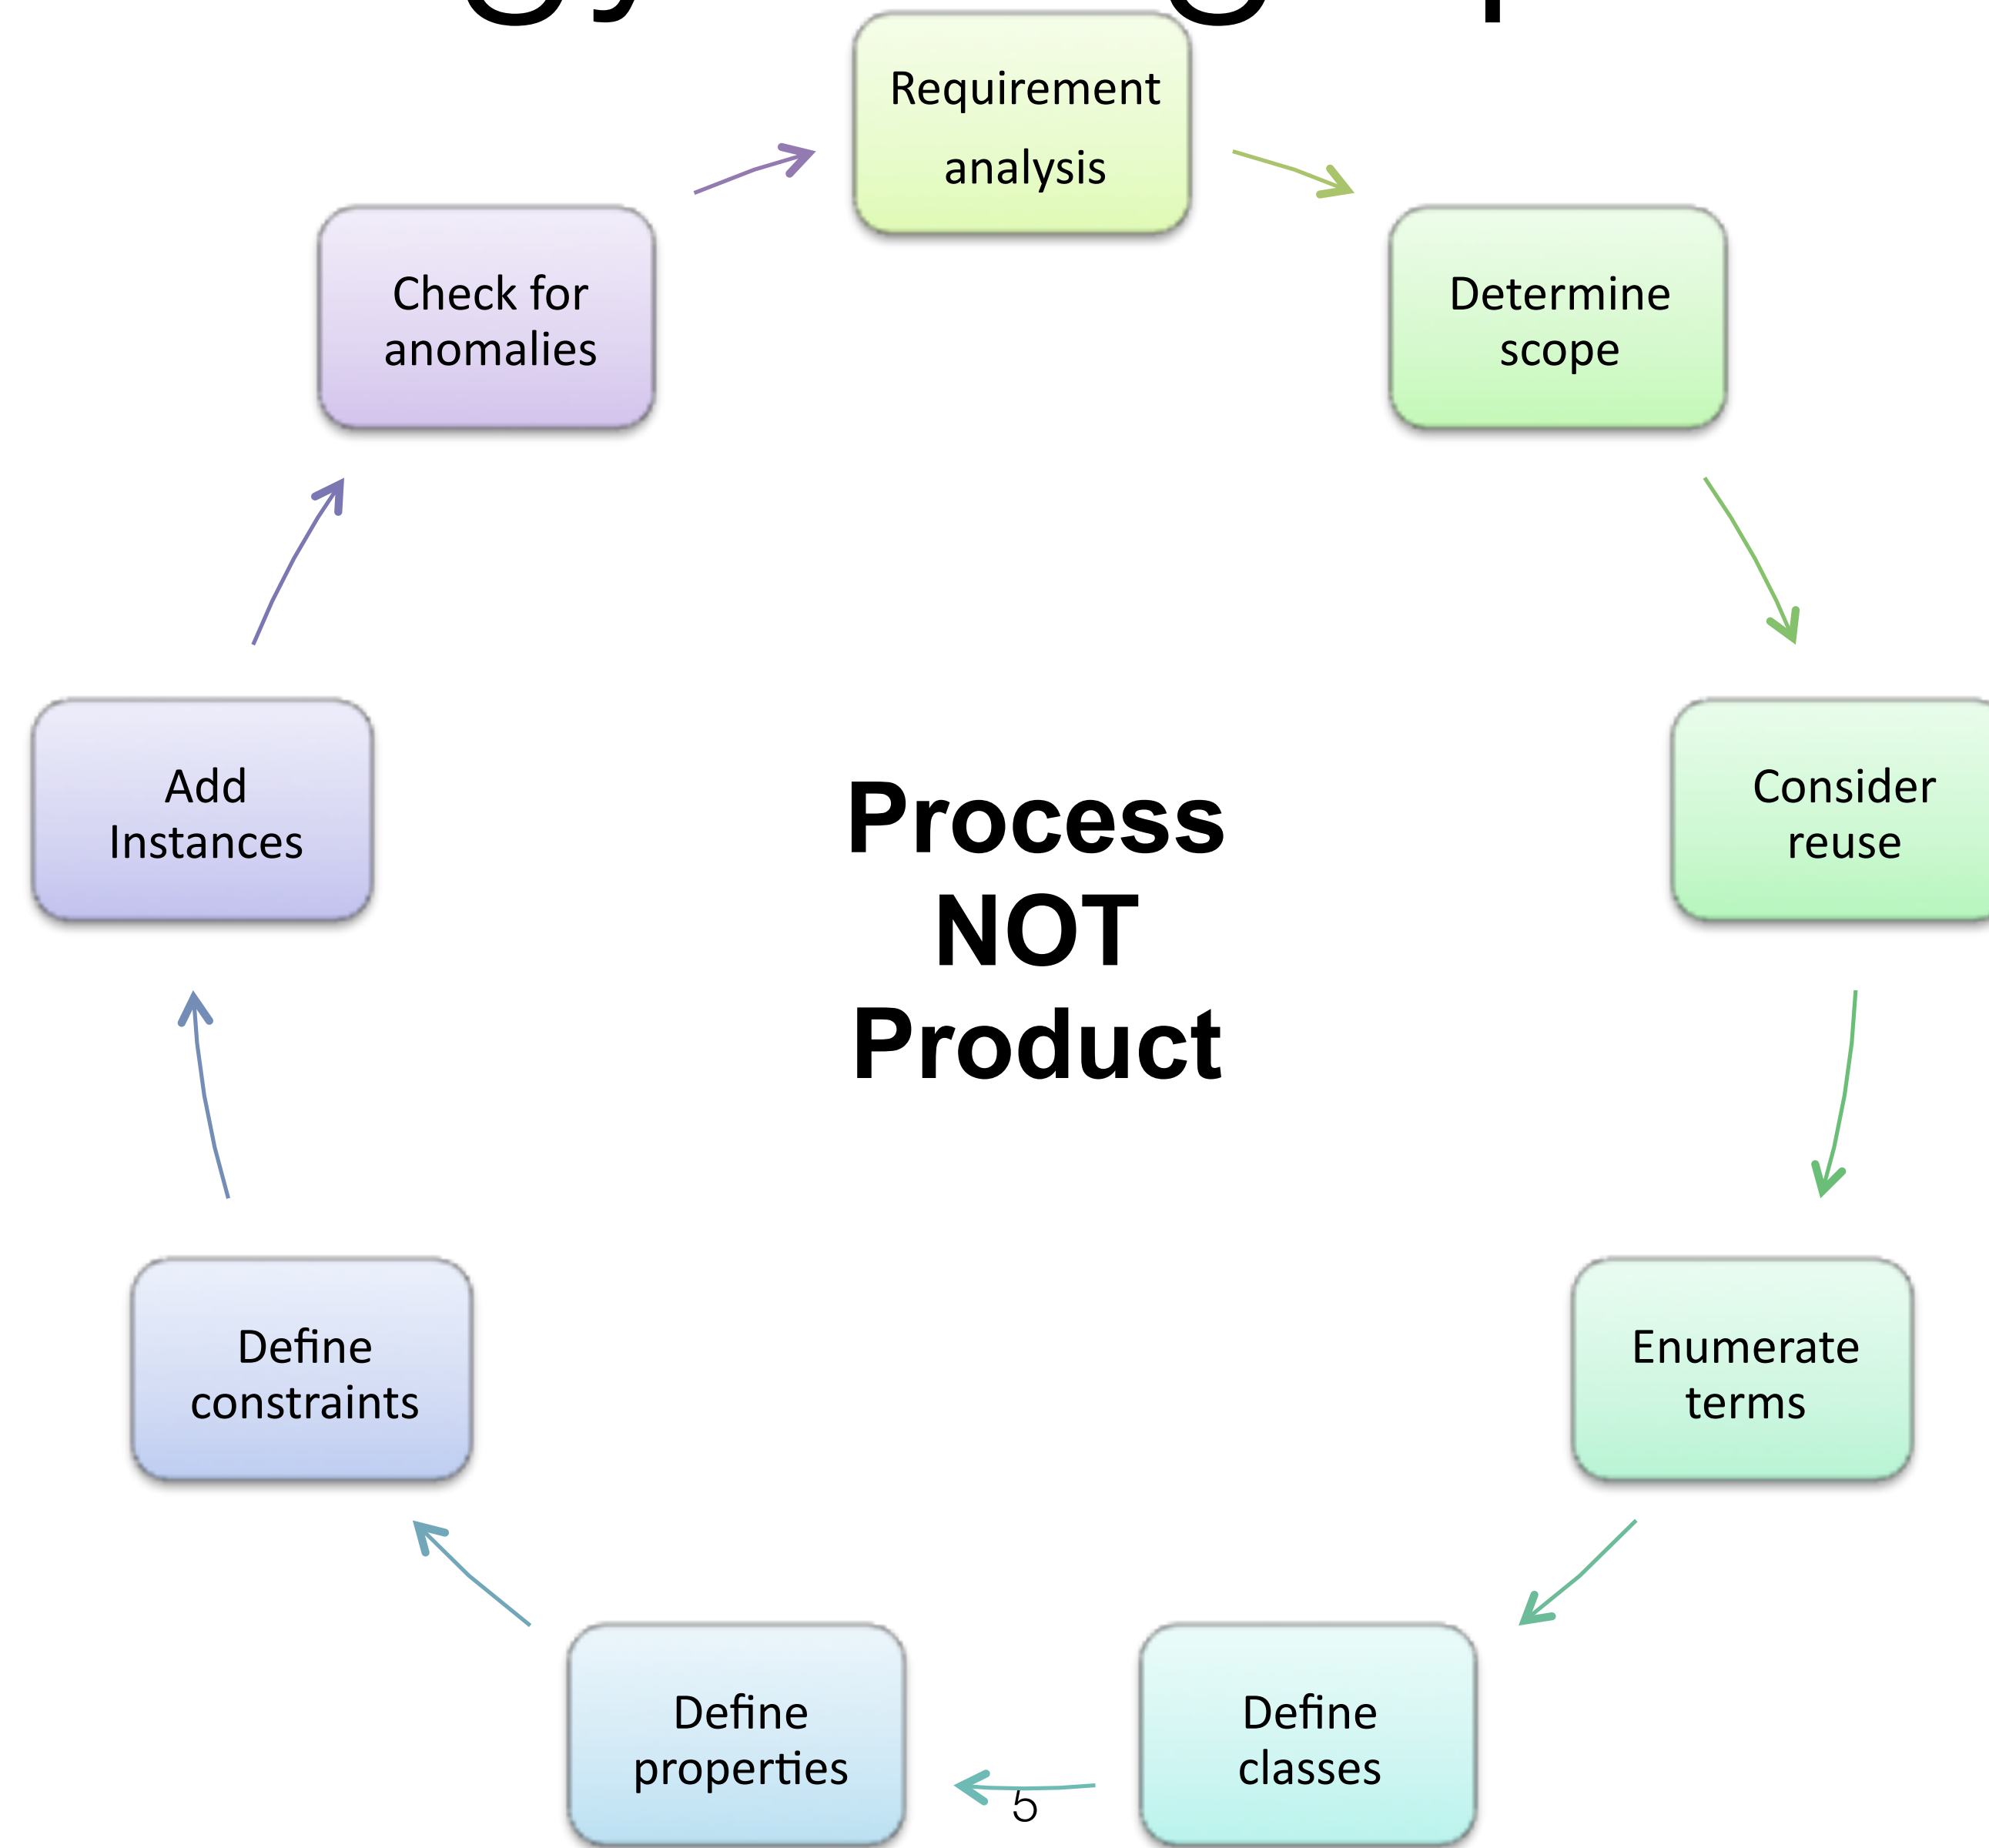 Requirement
analysis
Determine
scope
Consider
reuse
Enumerate
terms
Define
classes
Define
properties
Define
constraints
Add
Instances
Check for
anomalies
Process
NOT
Product
5